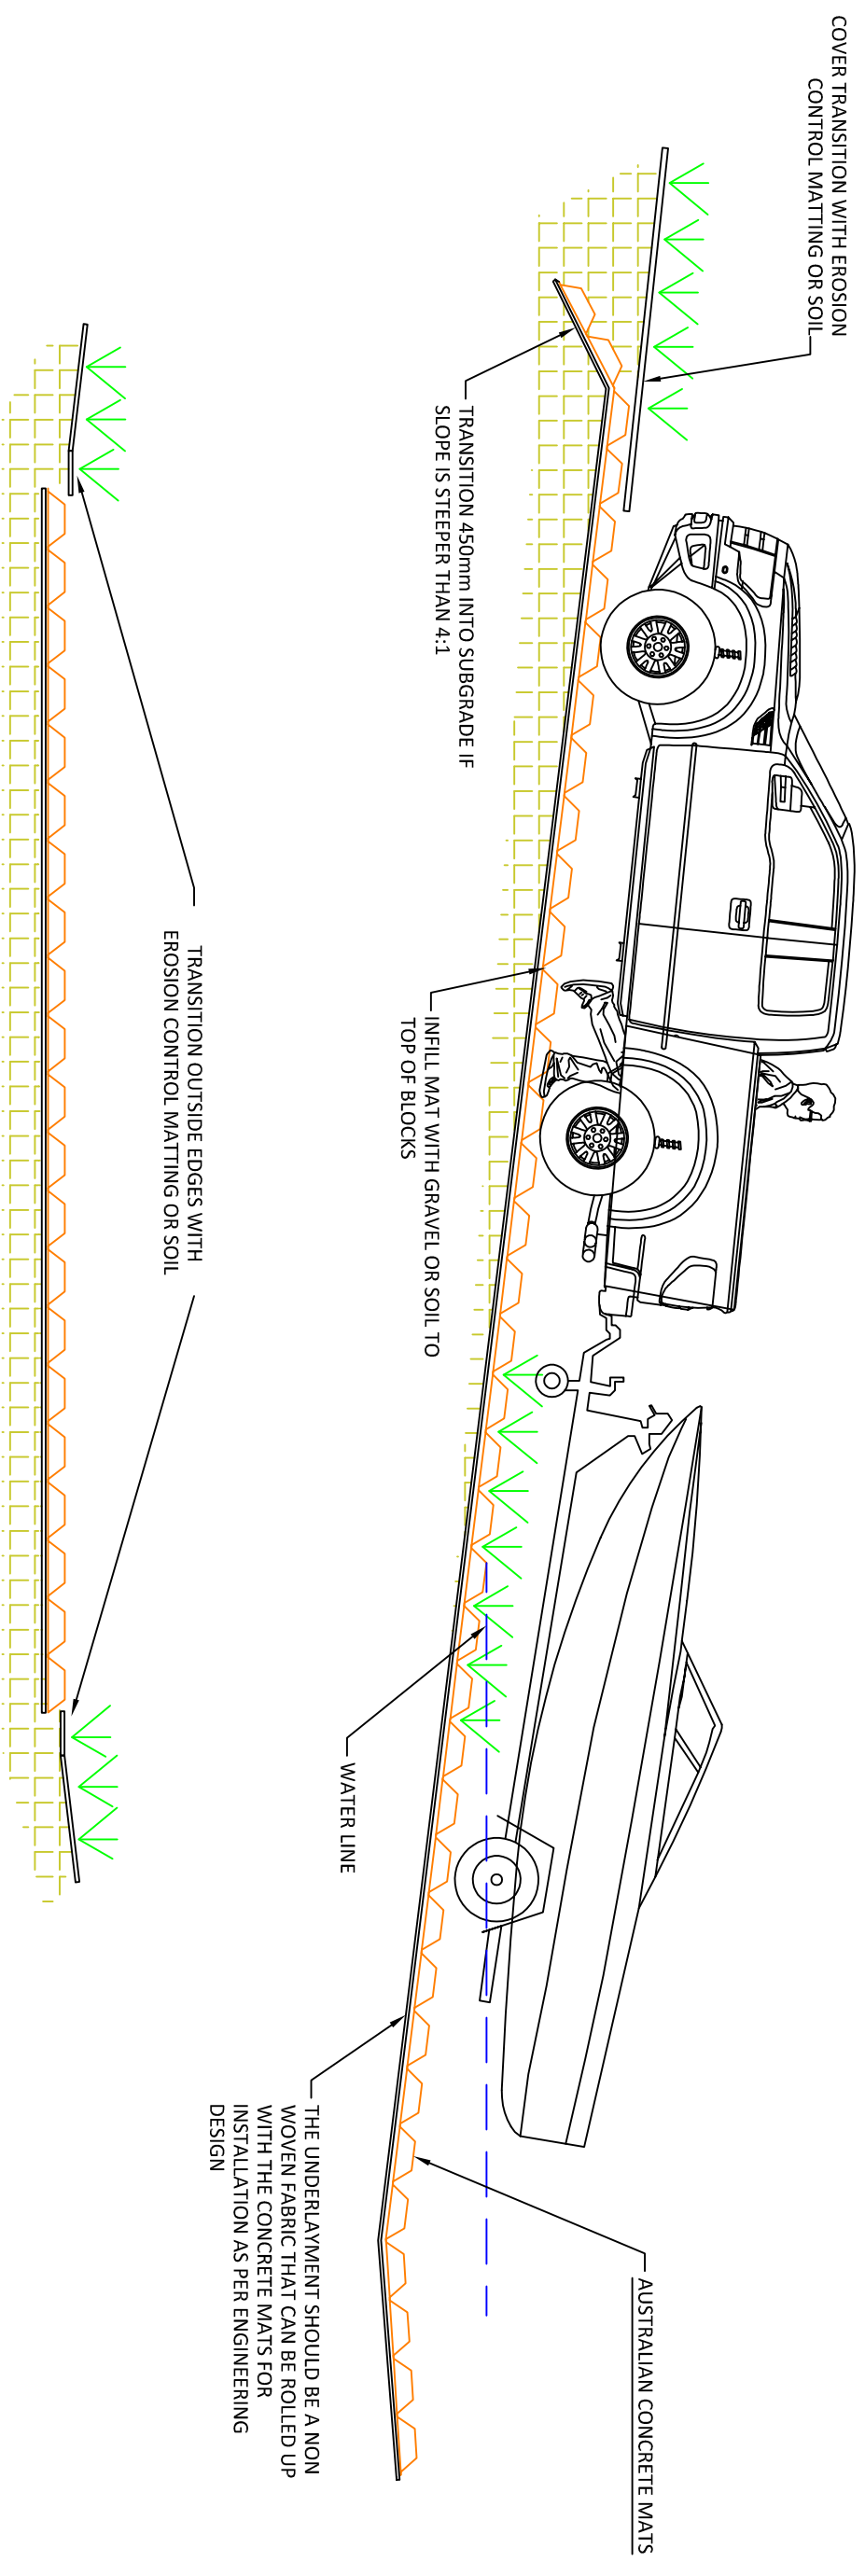 COVER TRANSITION WITH EROSION
CONTROL MATTING OR SOIL
TRANSITION 450mm INTO SUBGRADE IF
SLOPE IS STEEPER THAN 4:1
INFILL MAT WITH GRAVEL OR SOIL TO
TOP OF BLOCKS
WATER LINE
AUSTRALIAN CONCRETE MATS
THE UNDERLAYMENT SHOULD BE A NON
WOVEN FABRIC THAT CAN BE ROLLED UP
WITH THE CONCRETE MATS FOR
INSTALLATION AS PER ENGINEERING
DESIGN
TRANSITION OUTSIDE EDGES WITH
EROSION CONTROL MATTING OR SOIL